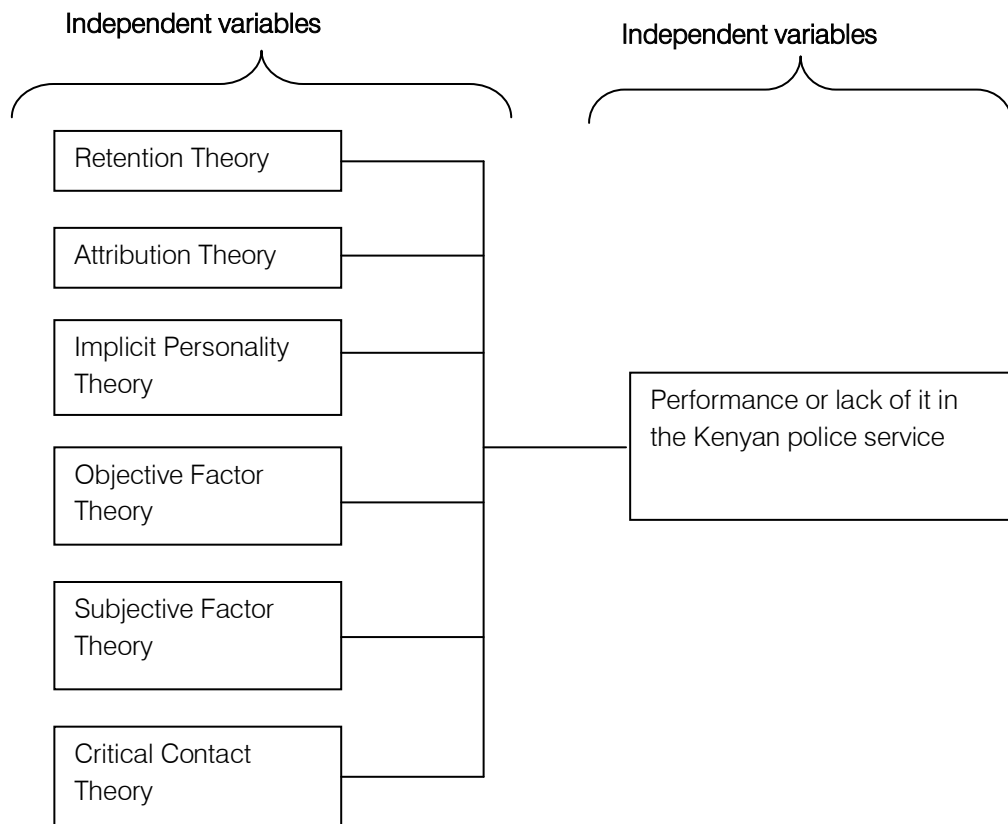 Independent variables
Independent variables
Retention Theory
Attribution Theory
Implicit Personality
Theory
Objective Factor
Theory
Subjective Factor
Theory
Critical Contact
Theory
Performance or lack of it in
the Kenyan police service